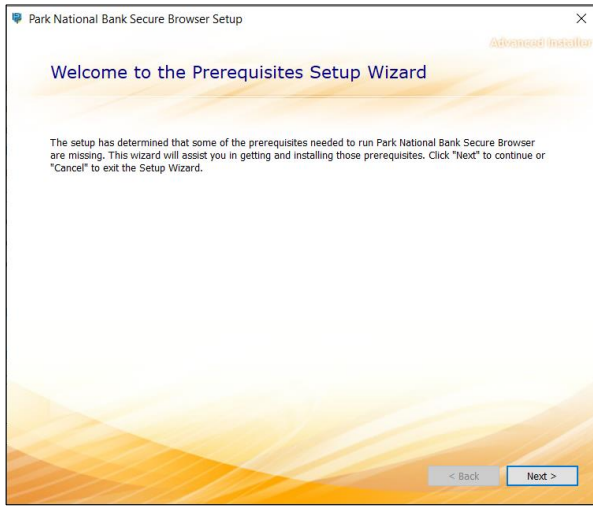 Park National Bank Secure Browser Setup
Advanced Installer
Welcome to the Prerequisites Setup Wizard
The setup has determined that some of the prerequisites needed to run Park National Bank Secure Browser
are missing. This wizard will assist you in getting and installing those prerequisites. Click "Next" to continue or
"Cancel" to exit the Setup Wizard.
< Back
Next >